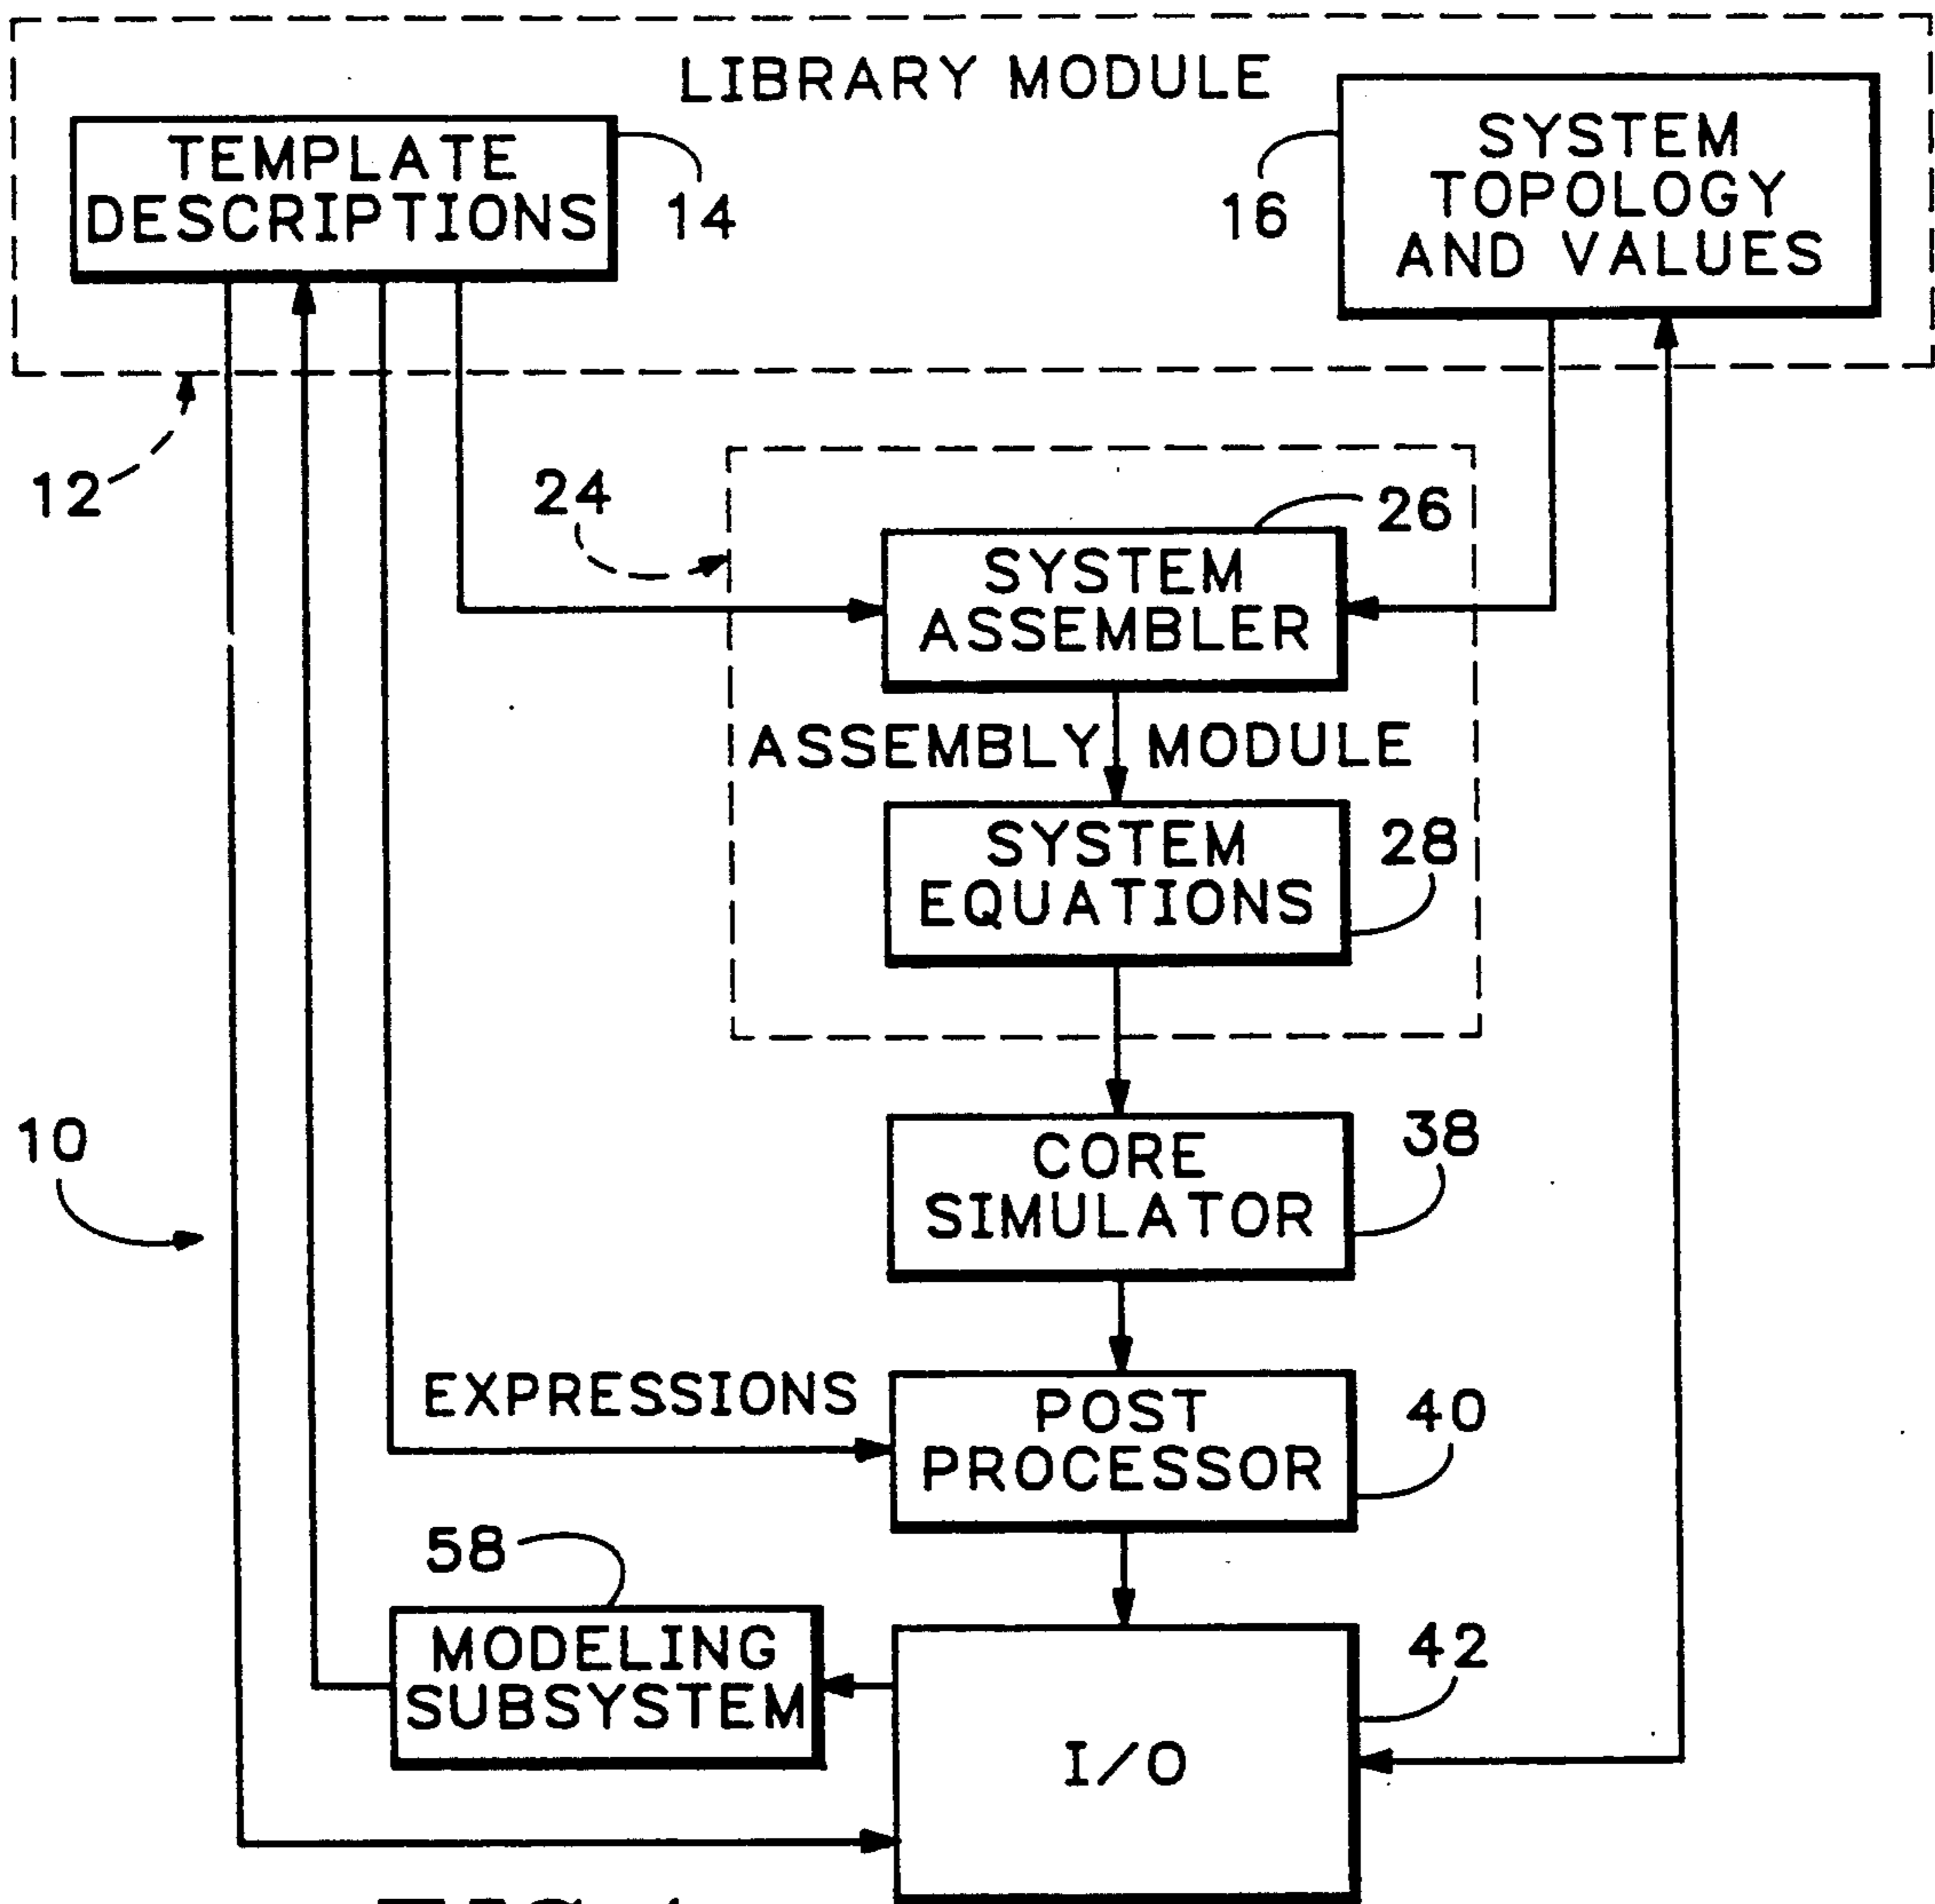 LIBRARY MODULE
TEMPLATE
DESCRIPTIONS
14
16
SYSTEM
TOPOLOGY
AND VALUES
12
24
26
SYSTEM
ASSEMBLER
ASSEMBLY MODULE
SYSTEM
EQUATIONS
28
10
CORE
SIMULATOR
38
EXPRESSIONS
POST
PROCESSOR
40
58
MODELING
SUBSYSTEM
I/O
42